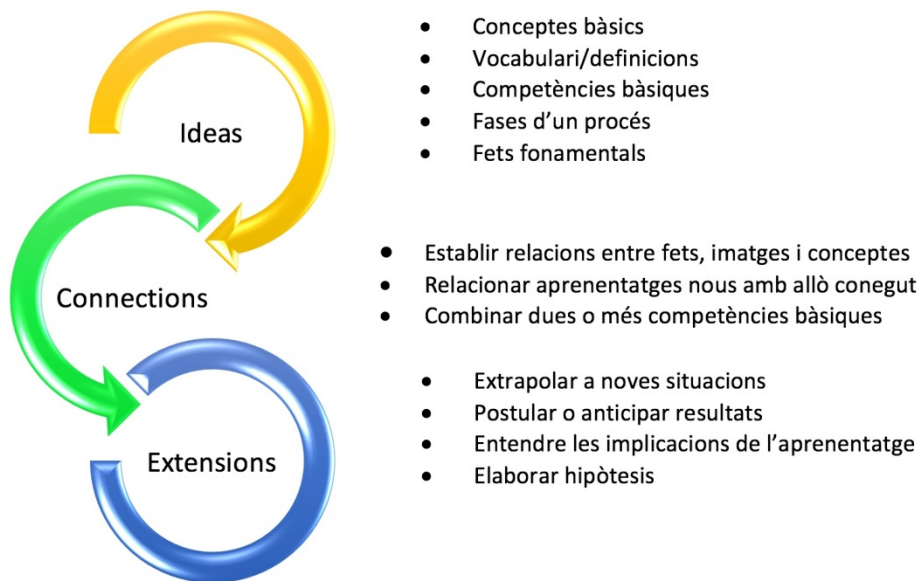 Ideas
• Conceptes bàsics
• Vocabulari/definicions
• Competències bàsiques
• Fases d'un procés
• Fets fonamentals
Connections
• Establir relacions entre fets, imatges i conceptes
• Relacionar aprenentatges nous amb allò conegut
• Combinar dues o més competències bàsiques
Extensions
• Extrapolar a noves situacions
• Postular o anticipar resultats
• Entendre les implicacions de l'aprenentatge
• Elaborar hipòtesis